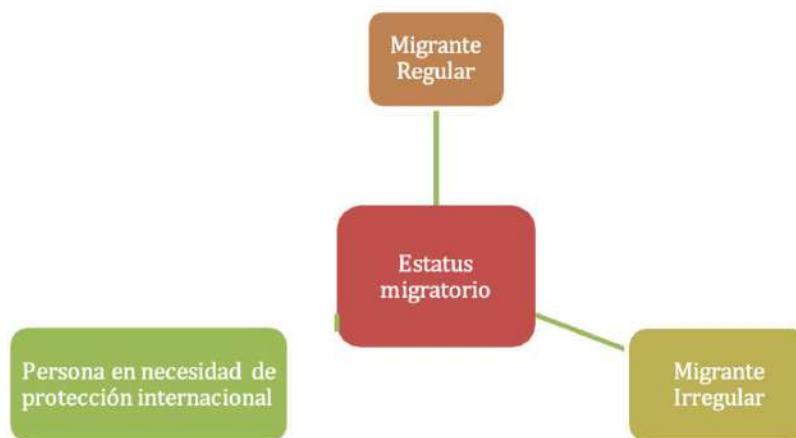 Migrante
Regular
Estatus
migratorio
Persona en necesidad de
protección internacional
Migrante
Irregular